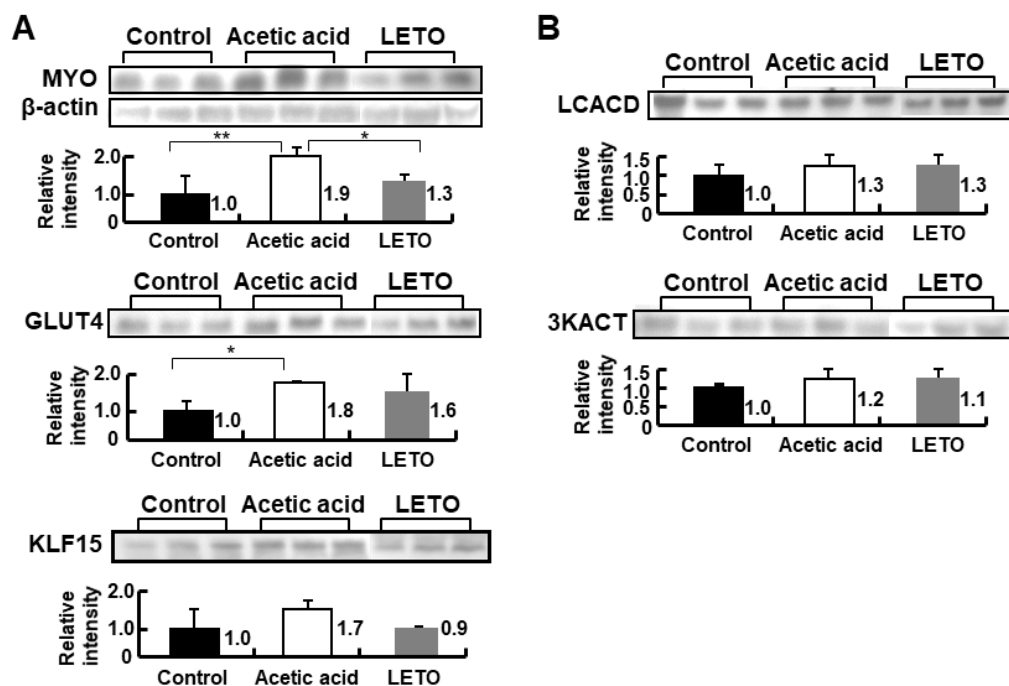 A
Control Acetic acid LETO
MYO
β-actin
** *
Relative intensity
2.0
1.0
0
1.0 1.9 1.3
Control Acetic acid LETO
Control Acetic acid LETO
GLUT4
*
Relative intensity
2.0
1.0
0
1.0 1.8 1.6
Control Acetic acid LETO
Control Acetic acid LETO
KLF15
Relative intensity
2.0
1.0
0
1.0 1.7 0.9
Control Acetic acid LETO
B
Control Acetic acid LETO
LCACD
Relative intensity
1.5
1.0
0.5
0
1.0 1.3 1.3
Control Acetic acid LETO
Control Acetic acid LETO
3KACT
Relative intensity
1.5
1.0
0.5
0
1.0 1.2 1.1
Control Acetic acid LETO